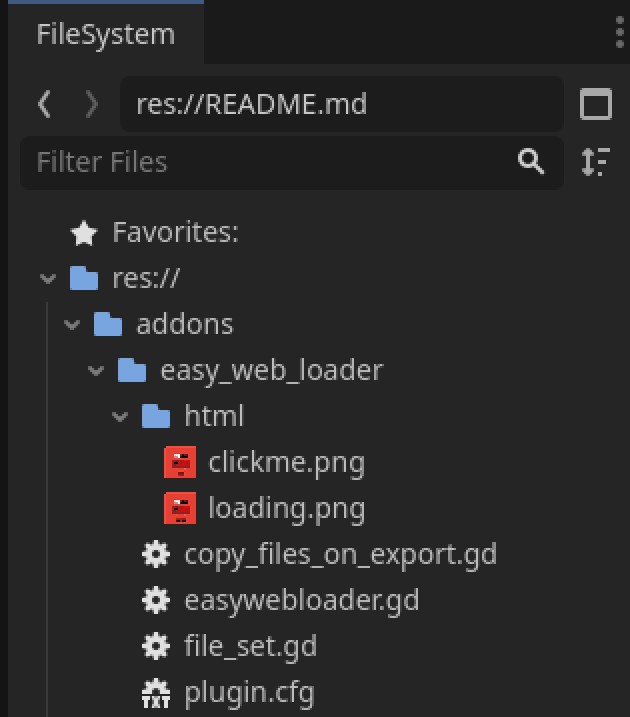 FileSystem
res://README.md
Filter Files
Favorites:
res://
addons
easy_web_loader
html
clickme.png
loading.png
copy_files_on_export.gd
easywebloader.gd
file_set.gd
TXT plugin.cfg